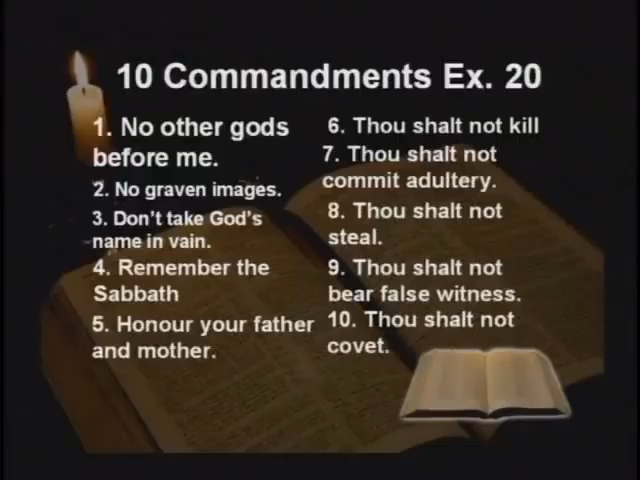 10 Commandments Ex. 20
1. No other gods
before me.
2. No graven images.
3. Don't take God's
name in vain.
4. Remember the
Sabbath
5. Honour your father
and mother.
6. Thou shalt not kill
7. Thou shalt not
commit adultery.
8. Thou shalt not
steal.
9. Thou shalt not
bear false witness.
10. Thou shalt not
covet.